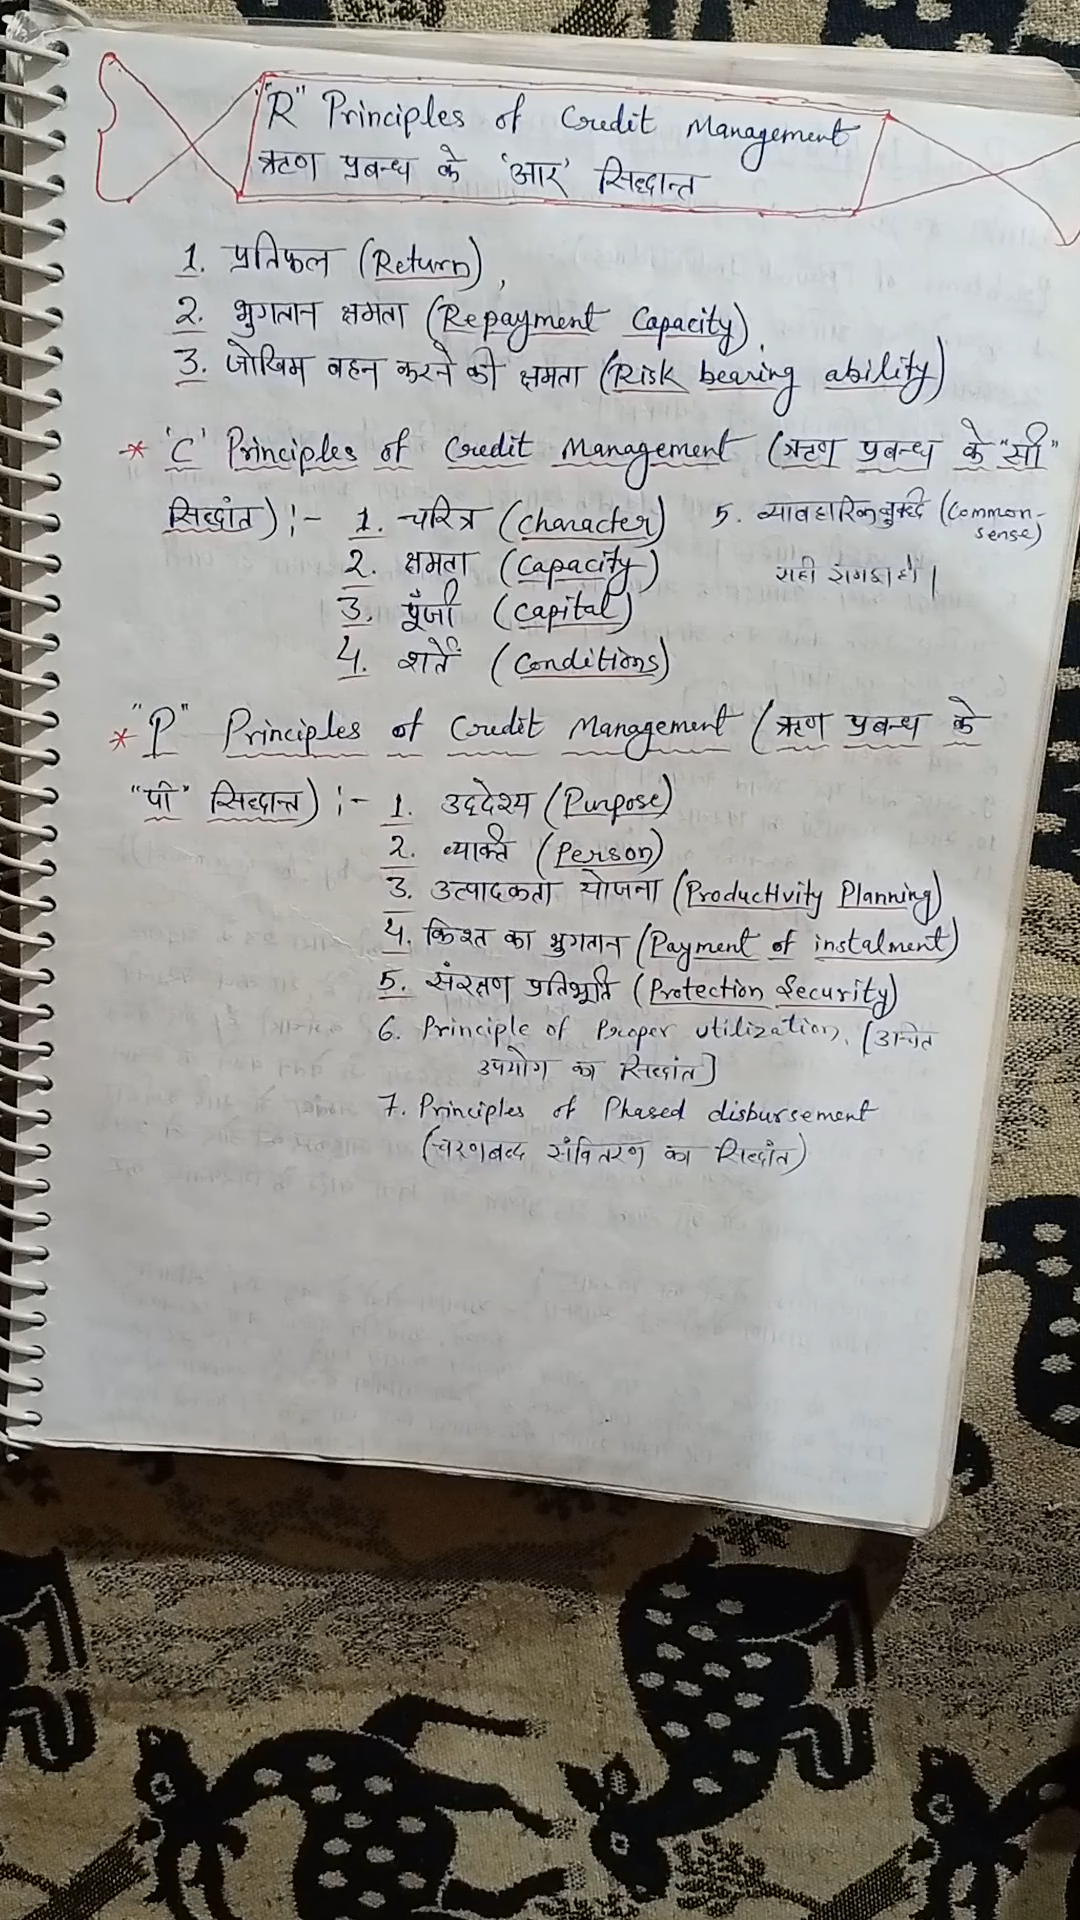 "R" Principles of Credit Management
ऋण प्रबन्ध के 'आर' सिद्धान्त
1. प्रतिफल (Return),
2. भुगतान क्षमता (Repayment Capacity),
3. जोखिम वहन करने की क्षमता (Risk bearing ability)
* 'C' Principles of Credit Management (ऋण प्रबन्ध के "सी"
सिद्धांत) :- 1. चरित्र (Character)
2. क्षमता (Capacity)
3. पूँजी (Capital)
4. शर्तें (Conditions)
5. व्यावहारिक बुद्धि (Common-
sense)
सही
* "P" Principles of Credit Management (ऋण प्रबन्ध के
"पी" सिद्धान्त) :- 1. उद्देश्य (Purpose)
2. व्यक्ति (Person)
3. उत्पादकता योजना (Productivity Planning)
4. किश्त का भुगतान (Payment of instalment)
5. संरक्षण प्रतिभूति (Protection Security)
6. Principle of Proper utilization, (उचित
उपयोग का सिद्धांत)
7. Principles of Phased disbursement
(चरणबद्ध संवितरण का सिद्धांत)